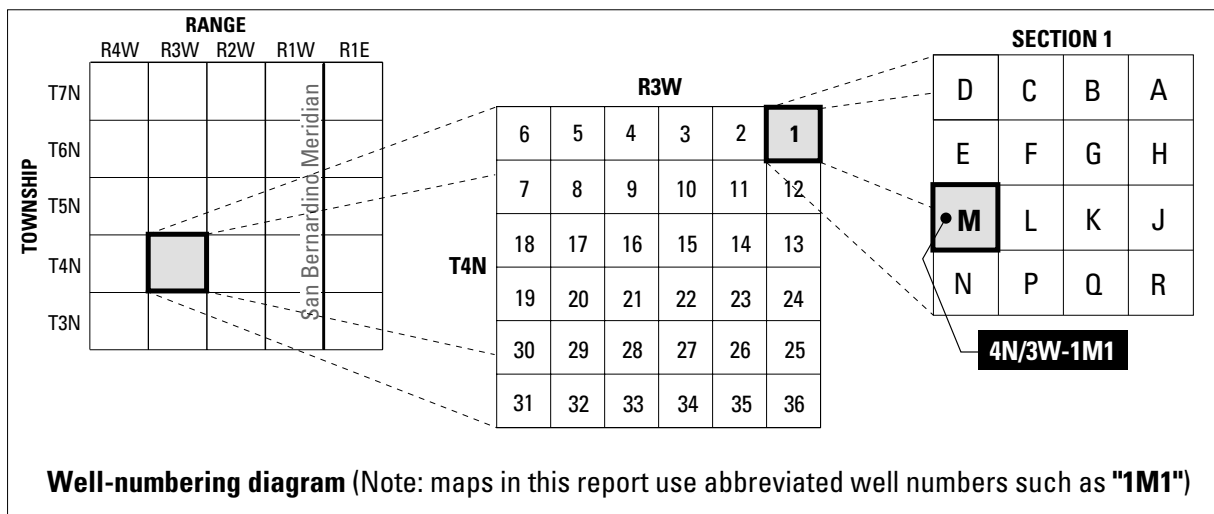 RANGE
R4W R3W R2W R1W R1E
TOWNSHIP
T7N
T6N
T5N
T4N
T3N
San Bernardino Meridian
R3W
T4N
6 5 4 3 2 1
7 8 9 10 11 12
18 17 16 15 14 13
19 20 21 22 23 24
30 29 28 27 26 25
31 32 33 34 35 36
SECTION 1
D C B A
E F G H
M L K J
N P Q R
4N/3W-1M1
Well-numbering diagram (Note: maps in this report use abbreviated well numbers such as "1M1")